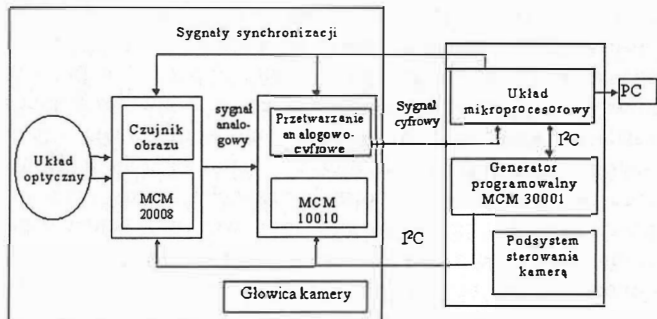 Sygnały synchronizacji
Układ
optyczny
Czujnik
obrazu
MCM
20008
sygnał
analogowy
Przetwarzanie
analogowo-
cyfrowe
MCM
10010
Sygnał
cyfrowy
Układ
mikroprocesorowy
PC
I²C
Generator
programowalny
MCM 30001
I²C
Podsystem
sterowania
kamerą
Głowica kamery